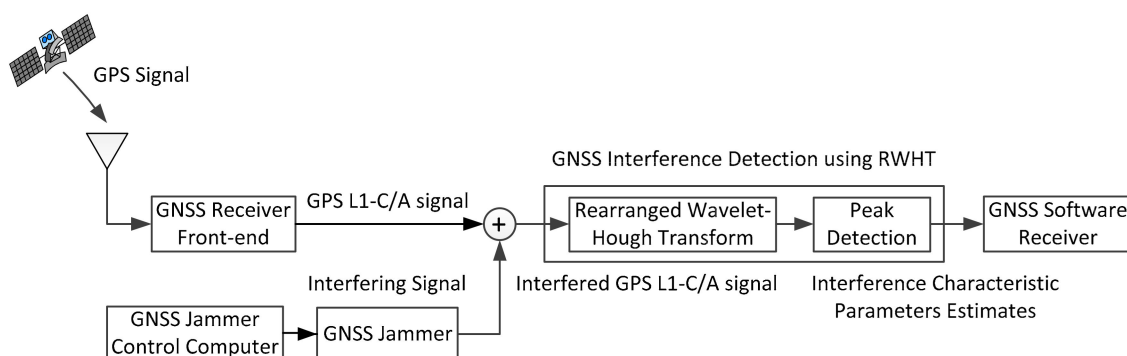 GPS Signal
GNSS Interference Detection using RWHT
GNSS Receiver
Front-end
GPS L1-C/A signal
+
Rearranged Wavelet-
Hough Transform
Peak
Detection
GNSS Software
Receiver
Interfering Signal
Interfered GPS L1-C/A signal
Interference Characteristic
Parameters Estimates
GNSS Jammer
Control Computer
GNSS Jammer